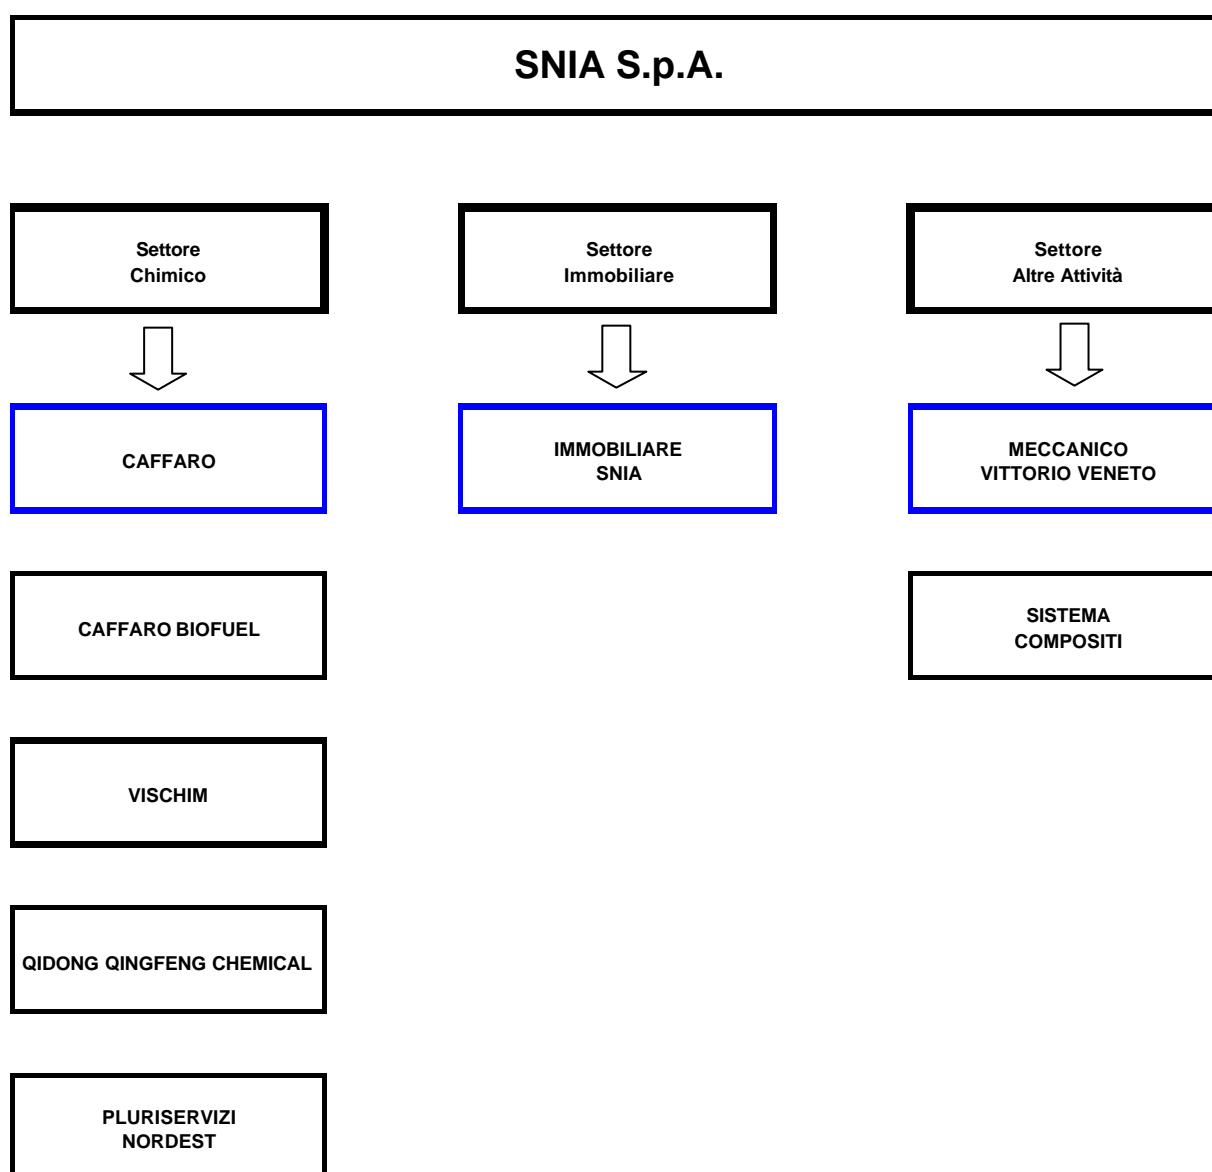 SNIA S.p.A.
Settore
Chimico
Settore
Immobiliare
Settore
Altre Attività
CAFFARO
IMMOBILIARE
SNIA
MECCANICO
VITTORIO VENETO
CAFFARO BIOFUEL
SISTEMA
COMPOSITI
VISCHIM
QIDONG QINGFENG CHEMICAL
PLURISERVIZI
NORDEST